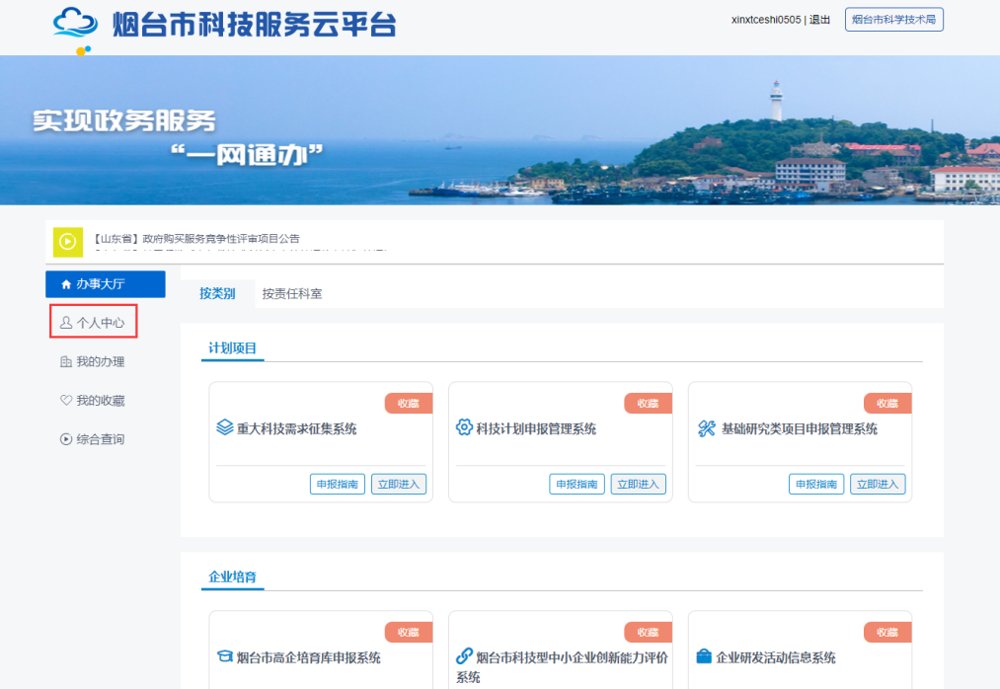 烟台市科技服务云平台
xinxtceshi0505 | 退出
烟台市科学技术局
实现政务服务
“一网通办”
【山东省】政府购买服务竞争性评审项目公告
办事大厅
个人中心
我的办理
我的收藏
综合查询
按类别
按责任科室
计划项目
收藏
重大科技需求征集系统
申报指南
立即进入
收藏
科技计划申报管理系统
申报指南
立即进入
收藏
基础研究类项目申报管理系统
申报指南
立即进入
企业培育
收藏
烟台市高企培育库申报系统
收藏
烟台市科技型中小企业创新能力评价
系统
收藏
企业研发活动信息系统